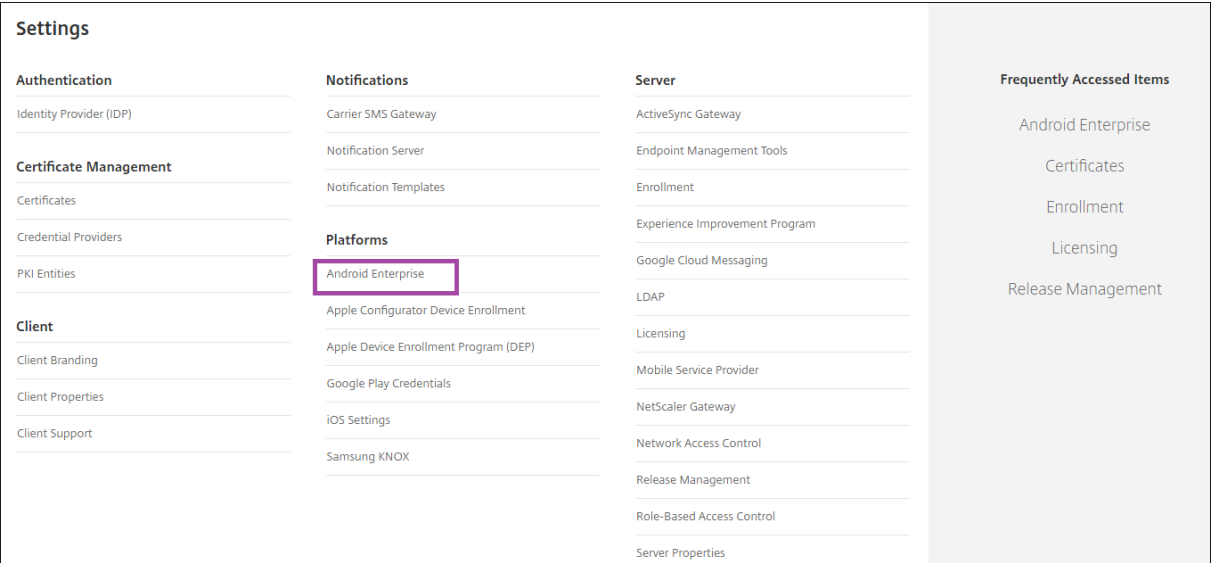 Settings
Authentication
Identity Provider (IDP)
Certificate Management
Certificates
Credential Providers
PKI Entities
Client
Client Branding
Client Properties
Client Support
Notifications
Carrier SMS Gateway
Notification Server
Notification Templates
Platforms
Android Enterprise
Apple Configurator Device Enrollment
Apple Device Enrollment Program (DEP)
Google Play Credentials
iOS Settings
Samsung KNOX
Server
ActiveSync Gateway
Endpoint Management Tools
Enrollment
Experience Improvement Program
Google Cloud Messaging
LDAP
Licensing
Mobile Service Provider
NetScaler Gateway
Network Access Control
Release Management
Role-Based Access Control
Server Properties
Frequently Accessed Items
Android Enterprise
Certificates
Enrollment
Licensing
Release Management